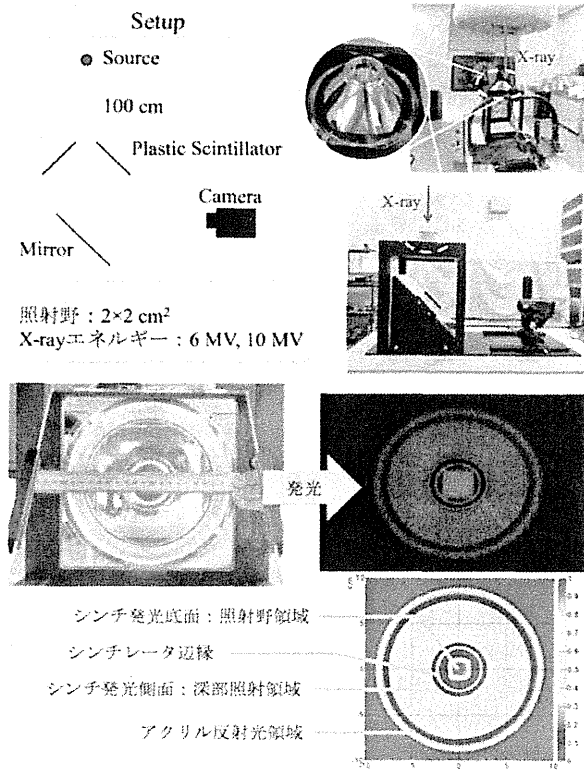 Setup
Source
100 cm
Plastic Scintillator
Camera
Mirror
照射野：2×2 cm²
X-rayエネルギー：6 MV, 10 MV
X-ray
X-ray
発光
シンチ発光底面：照射野領域
シンチレータ辺縁
シンチ発光側面：深部照射領域
アクリル反射光領域